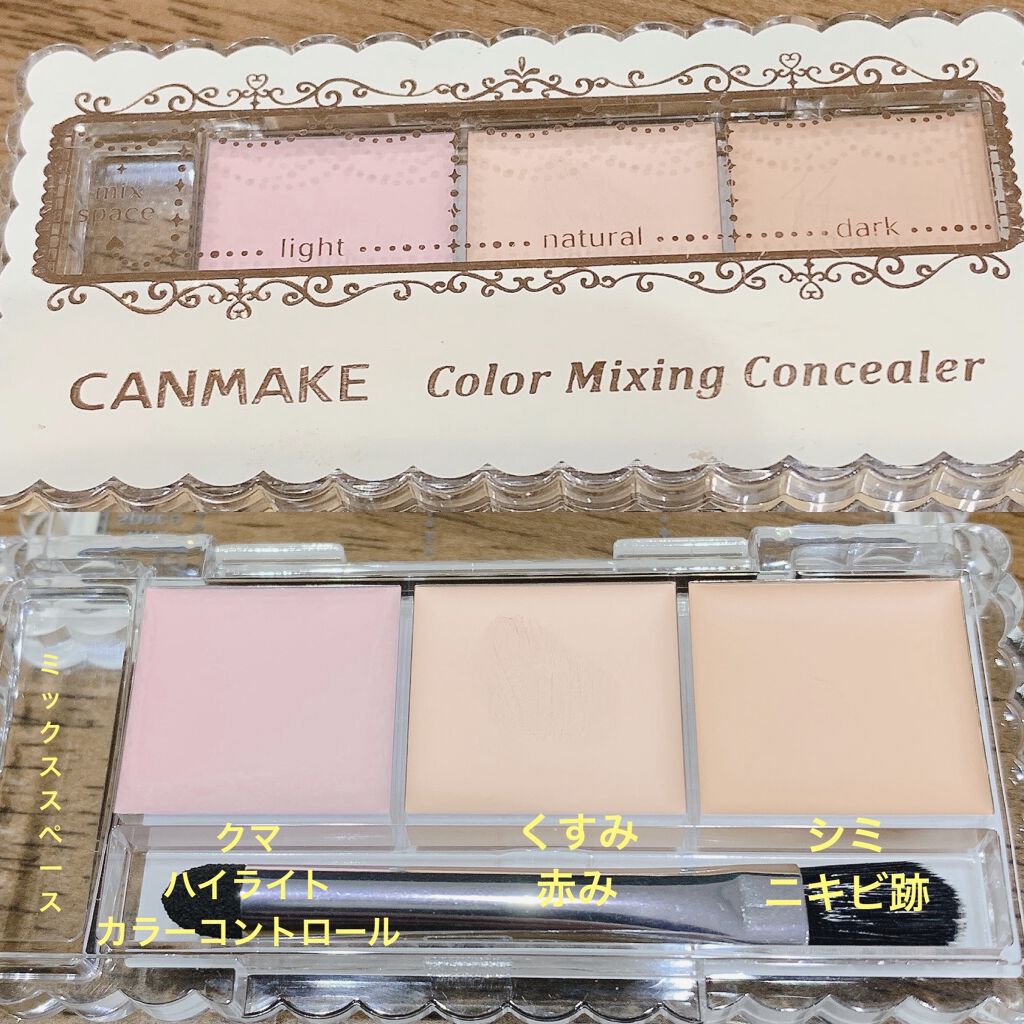 mix
space
light
natural
dark
CANMAKE
Color Mixing Concealer
ミックススペース
クマ
ハイライト
カラーコントロール
くすみ
赤み
シミ
ニキビ跡